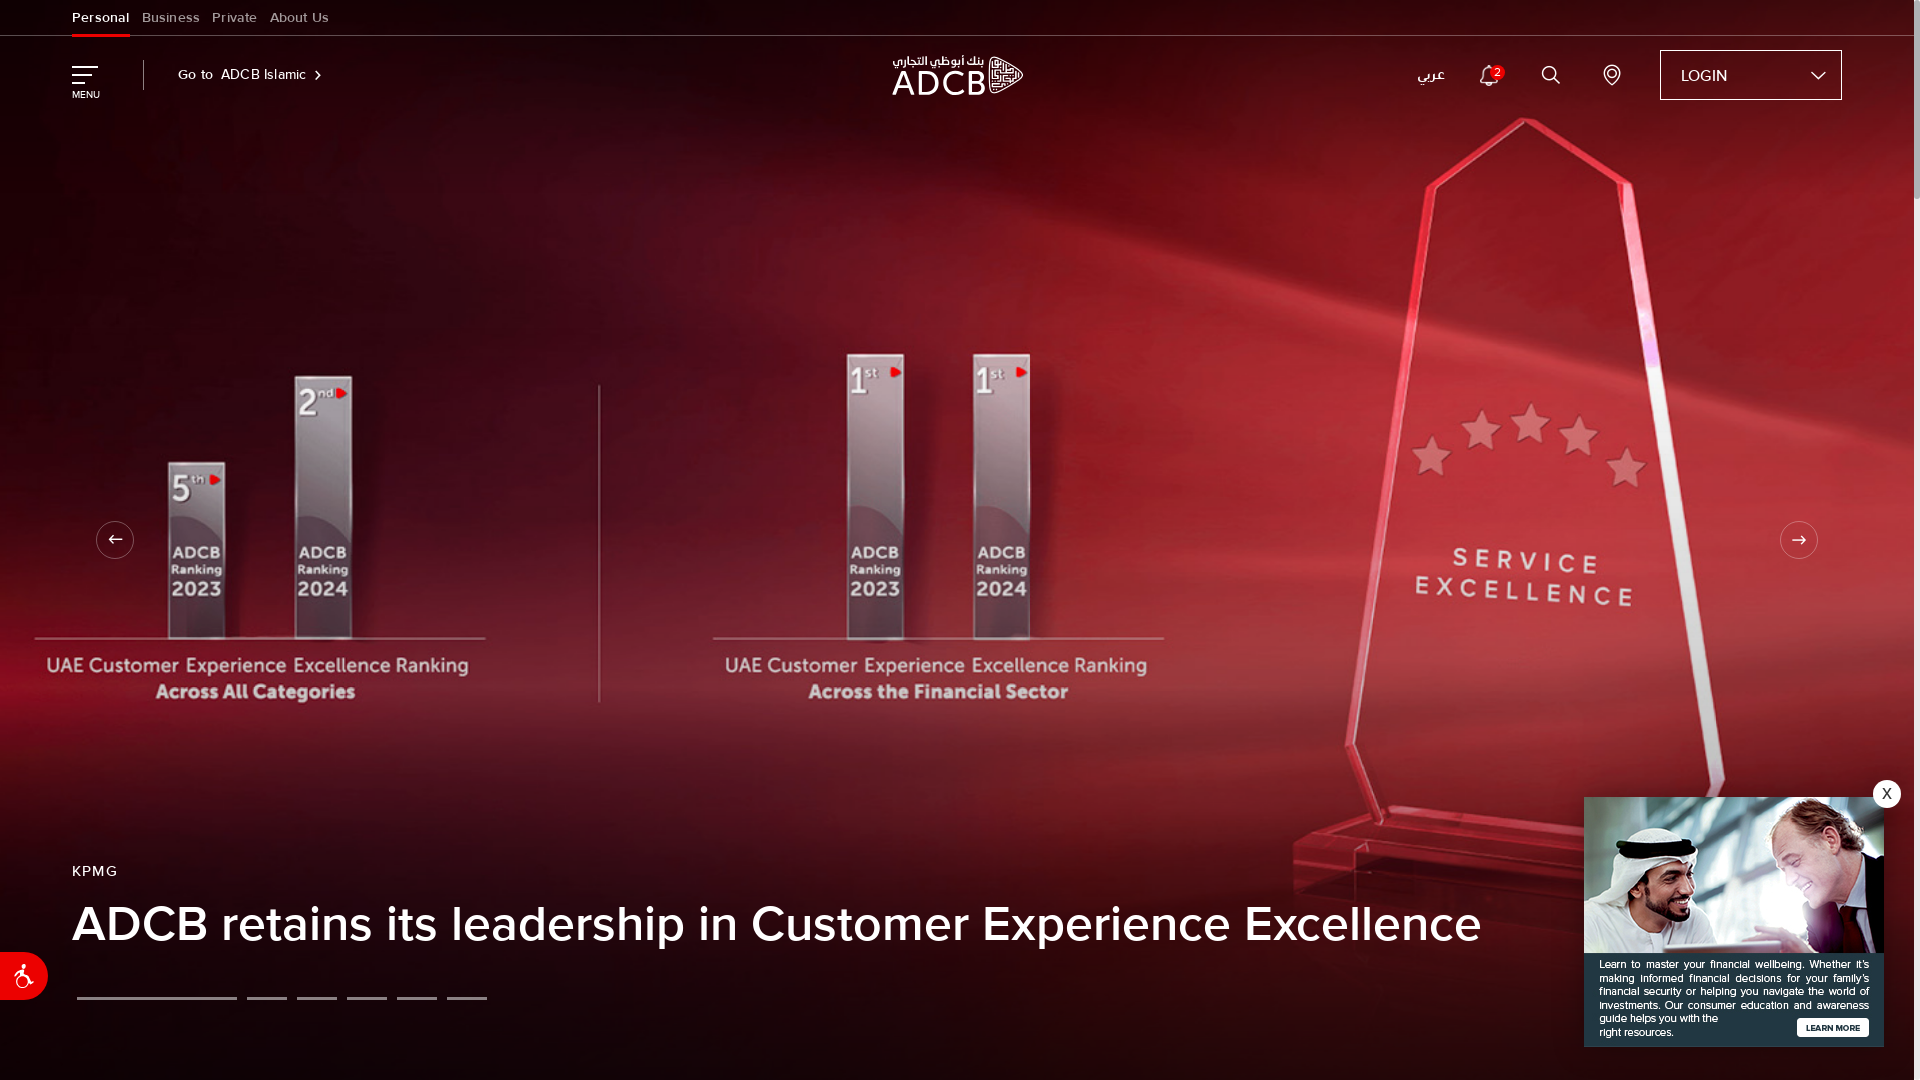 Personal Business Private About Us
MENU
Go to ADCB Islamic
بنك أبوظبي التجاري
ADCB
عربي
2
LOGIN
5th
ADCB
Ranking
2023
2nd
ADCB
Ranking
2024
UAE Customer Experience Excellence Ranking
Across All Categories
1st
ADCB
Ranking
2023
1st
ADCB
Ranking
2024
UAE Customer Experience Excellence Ranking
Across the Financial Sector
SERVICE
EXCELLENCE
KPMG
ADCB retains its leadership in Customer Experience Excellence
X
Learn to master your financial wellbeing. Whether it's
making informed financial decisions for your family's
financial security or helping you navigate the world of
investments. Our consumer education and awareness
guide helps you with the
right resources.
LEARN MORE